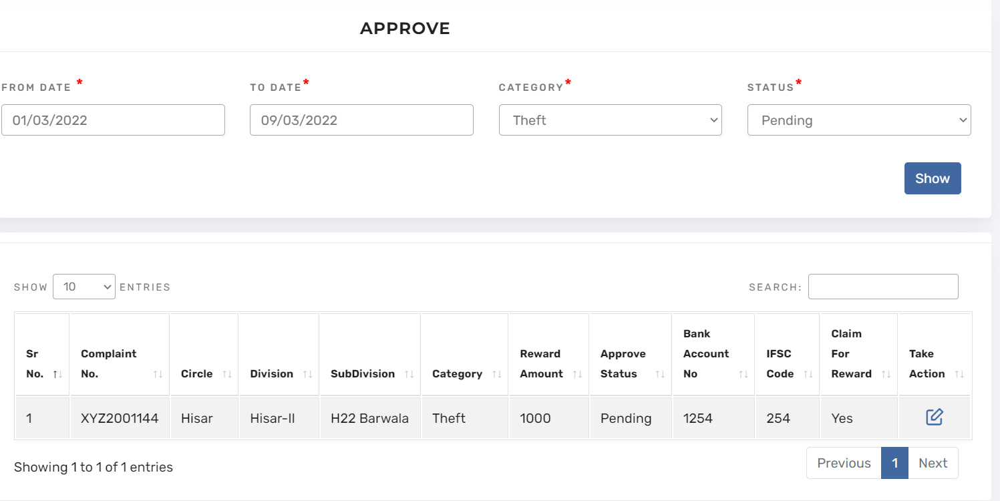 APPROVE
FROM DATE * TO DATE* CATEGORY* STATUS*
01/03/2022 09/03/2022 Theft Pending
Show
SHOW 10 ENTRIES SEARCH:
Sr No. Complaint No. Circle Division SubDivision Category Reward Amount Approve Status Bank Account No IFSC Code Claim For Reward Take Action
1 XYZ2001144 Hisar Hisar-II H22 Barwala Theft 1000 Pending 1254 254 Yes
Showing 1 to 1 of 1 entries Previous 1 Next